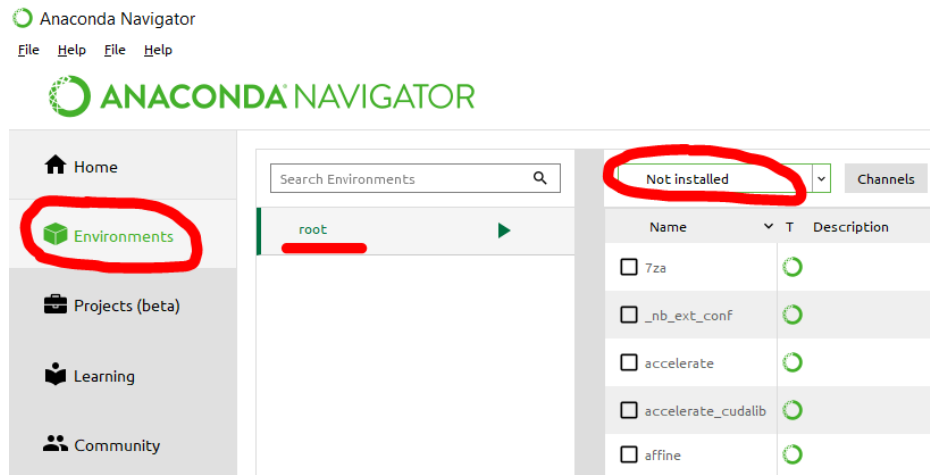 Anaconda Navigator
File Help File Help
ANACONDA NAVIGATOR
Home
Environments
Projects (beta)
Learning
Community
Search Environments
root
Not installed
Channels
Name T Description
7za
_nb_ext_conf
accelerate
accelerate_cudalib
affine